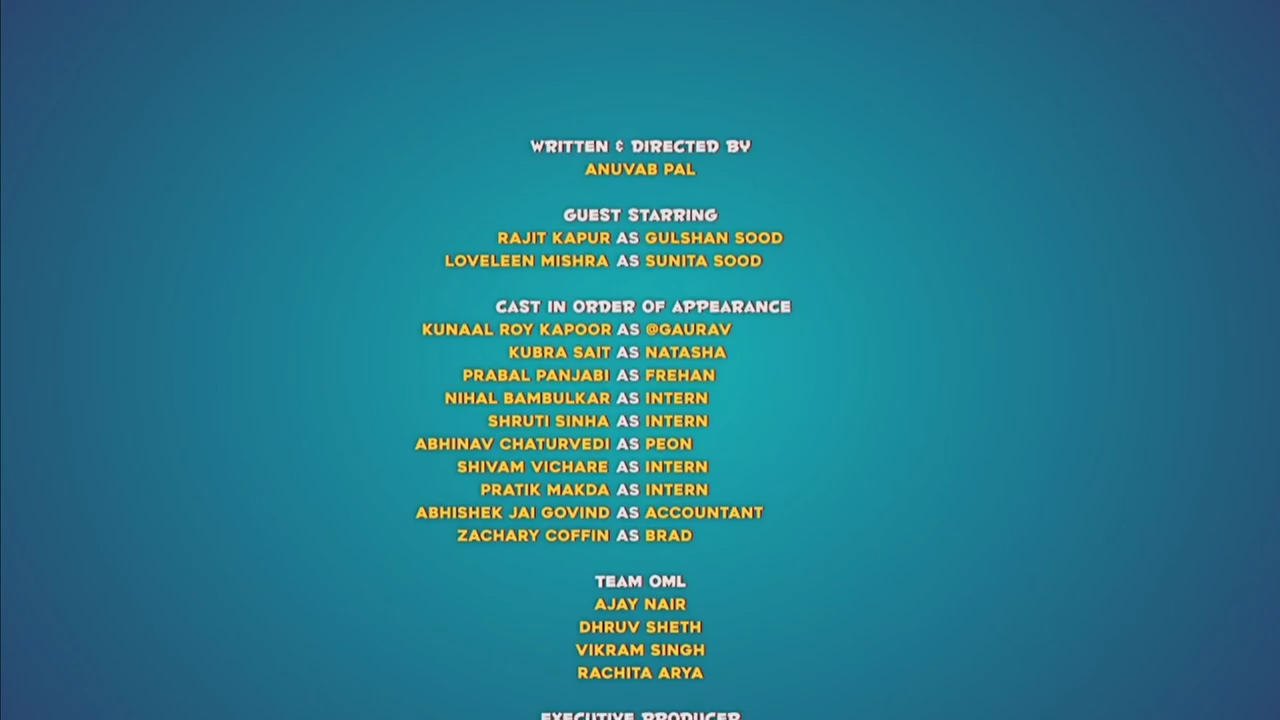 WRITTEN & DIRECTED BY
ANUVAB PAL
GUEST STARRING
RAJIT KAPUR AS GULSHAN SOOD
LOVELEEN MISHRA AS SUNITA SOOD
CAST IN ORDER OF APPEARANCE
KUNAAL ROY KAPOOR AS @GAURAV
KUBRA SAIT AS NATASHA
PRABAL PANJABI AS FREHAN
NIHAL BAMBULKAR AS INTERN
SHRUTI SINHA AS INTERN
ABHINAV CHATURVEDI AS PEON
SHIVAM VICHARE AS INTERN
PRATIK MAKDA AS INTERN
ABHISHEK JAI GOVIND AS ACCOUNTANT
ZACHARY COFFIN AS BRAD
TEAM OML
AJAY NAIR
DHRUV SHETH
VIKRAM SINGH
RACHITA ARYA
EXECUTIVE PRODUCER